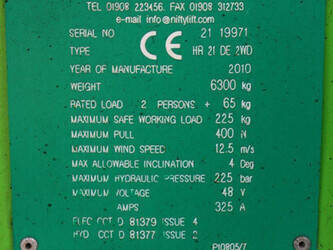 TEL 01908 223456. FAX 01908 312733
e-mail info@niftylift.com
SERIAL NO 21 19971
CE
TYPE HR 21 DE 2WD
YEAR OF MANUFACTURE 2010
WEIGHT 6300 kg
RATED LOAD 2 PERSONS + 65 kg
MAXIMUM SAFE WORKING LOAD 225 kg
MAXIMUM PULL 400 N
MAXIMUM WIND SPEED 12.5 m/s
MAX ALLOWABLE INCLINATION 4 Deg
MAXIMUM HYDRAULIC PRESSURE 225 bar
MAXIMUM VOLTAGE 48 V
AMPS 325 A
ELEC CCT D 81379 ISSUE 4
HYD CCT D 81377 ISSUE 2
P10805/7